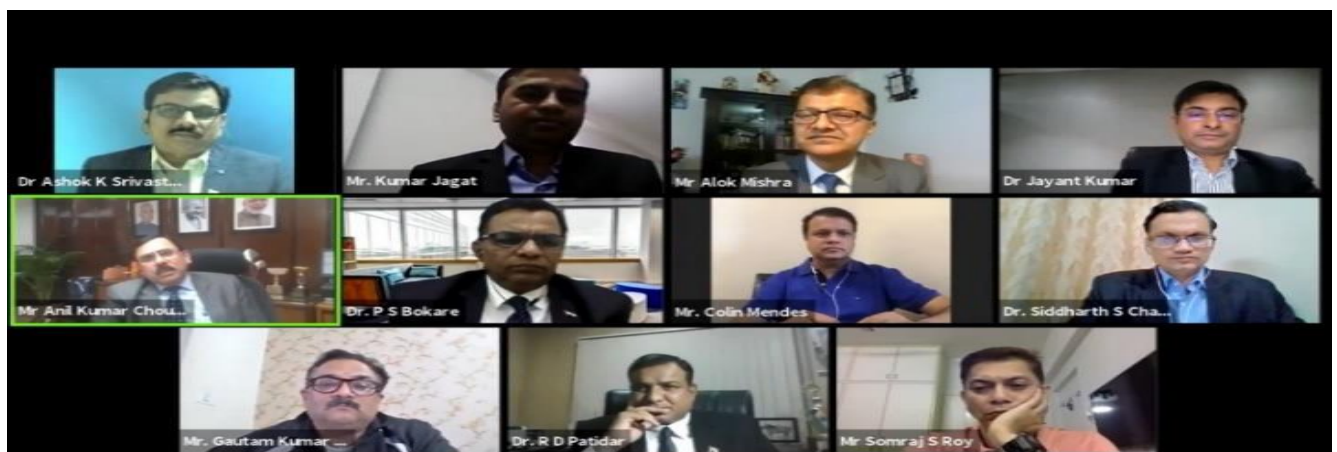 Dr Ashok K Srivast...
Mr. Kumar Jagat
Mr Alok Mishra
Dr Jayant Kumar
Mr Anil Kumar Chou...
Dr. P S Bokare
Mr. Colin Mendes
Dr. Siddharth S Cha...
Mr. Gautam Kumar ...
Dr. R D Patidar
Mr Somraj S Roy